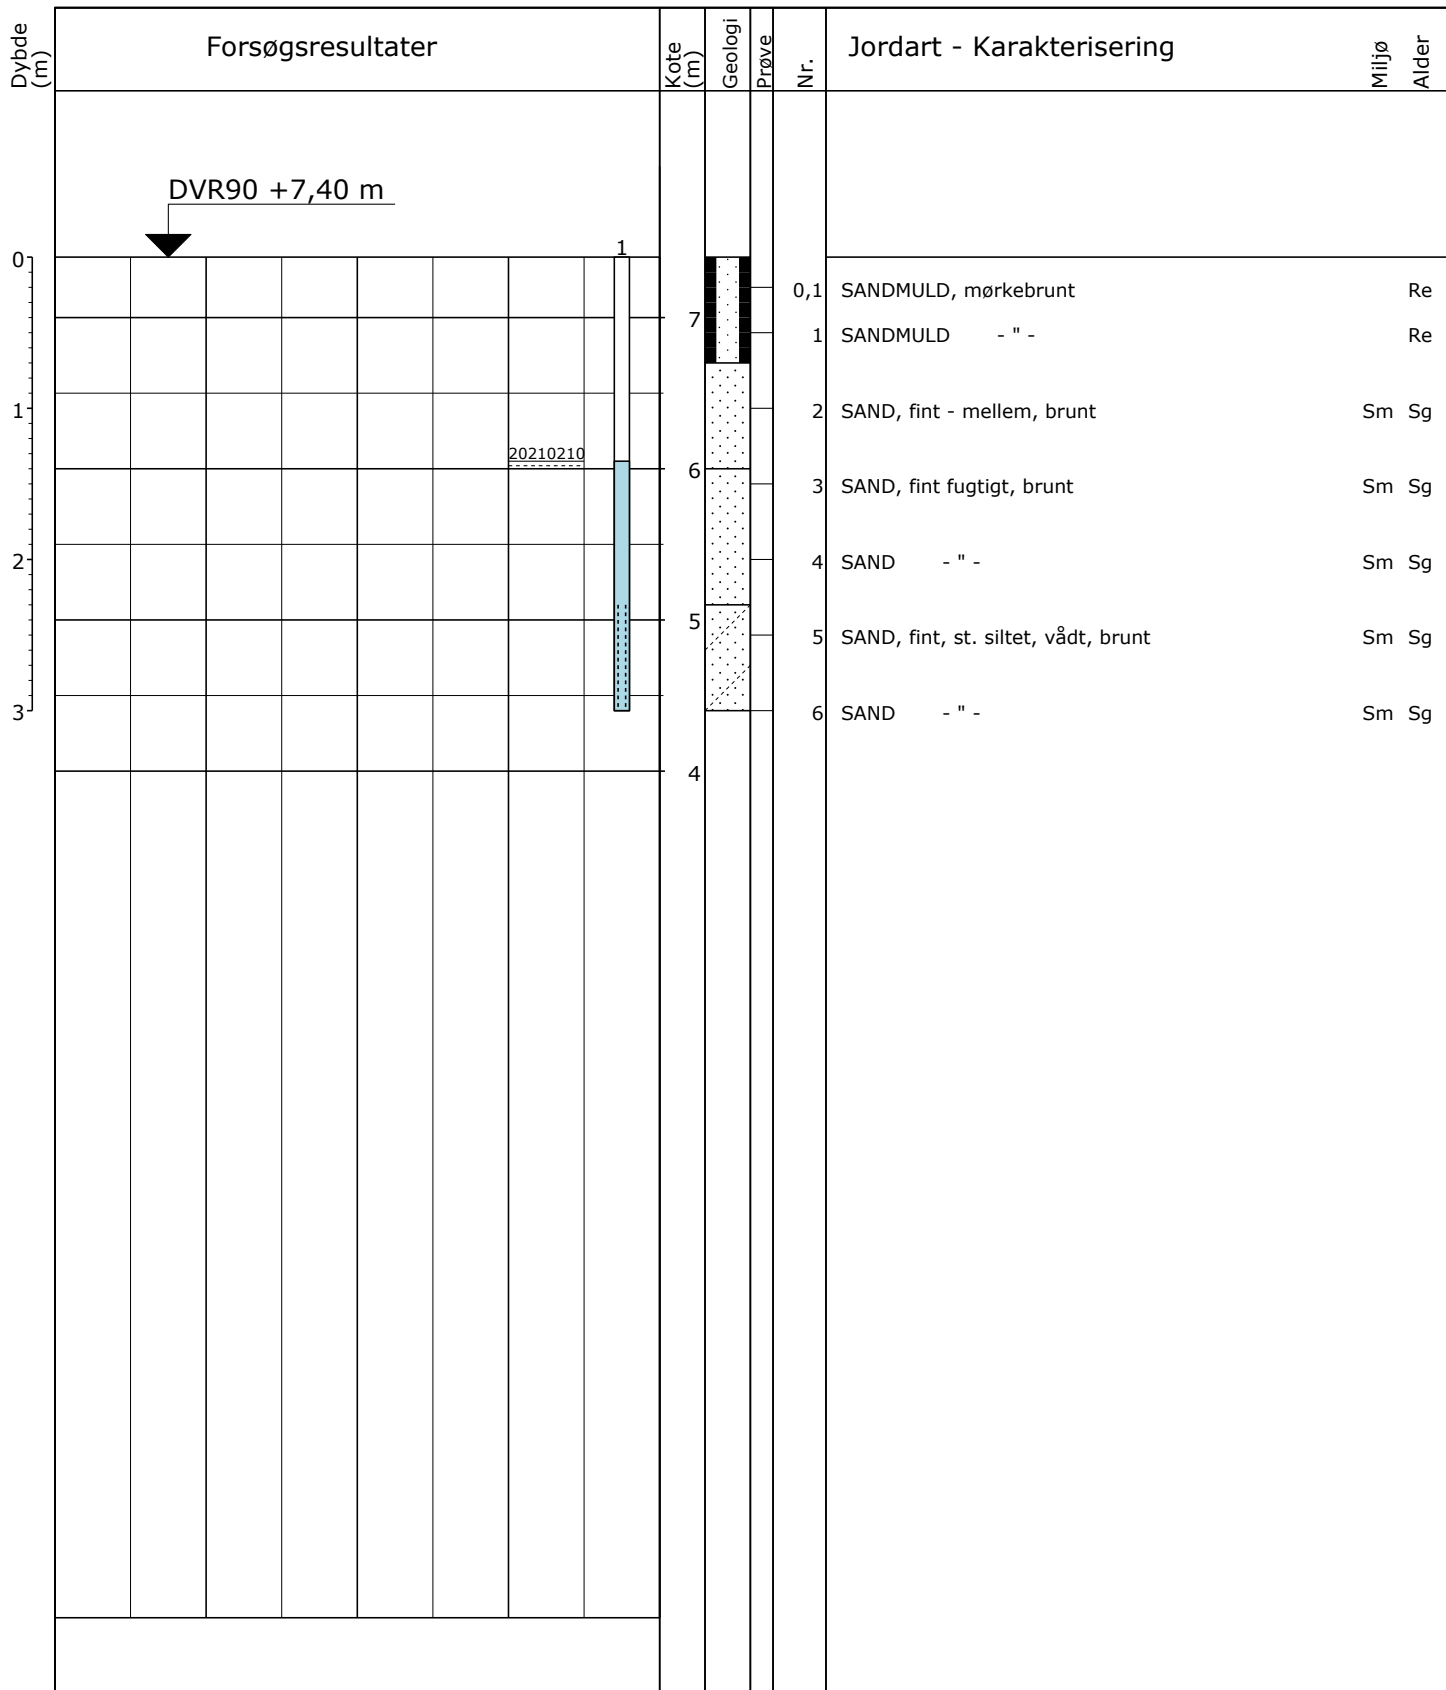 Dybde
(m)
Forsøgsresultater
Kote
(m)
Geologi
Prøve
Nr.
Jordart - Karakterisering
Miljø
Alder
DVR90 +7,40 m
1
0
0,1 SANDMULD, mørkebrunt Re
7
1 SANDMULD - " - Re
1
2 SAND, fint - mellem, brunt Sm Sg
20210210
6
3 SAND, fint fugtigt, brunt Sm Sg
2
4 SAND - " - Sm Sg
5
5 SAND, fint, st. siltet, vådt, brunt Sm Sg
3
6 SAND - " - Sm Sg
4